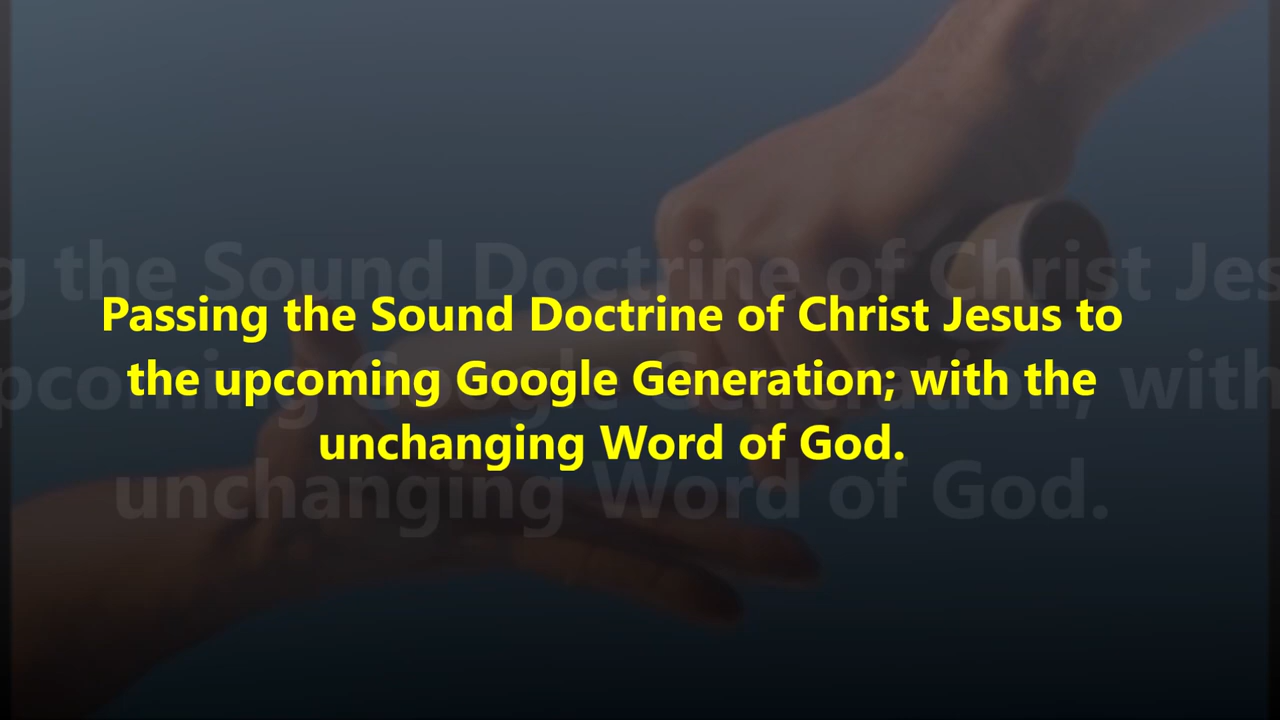 Passing the Sound Doctrine of Christ Jesus to
the upcoming Google Generation; with the
unchanging Word of God.